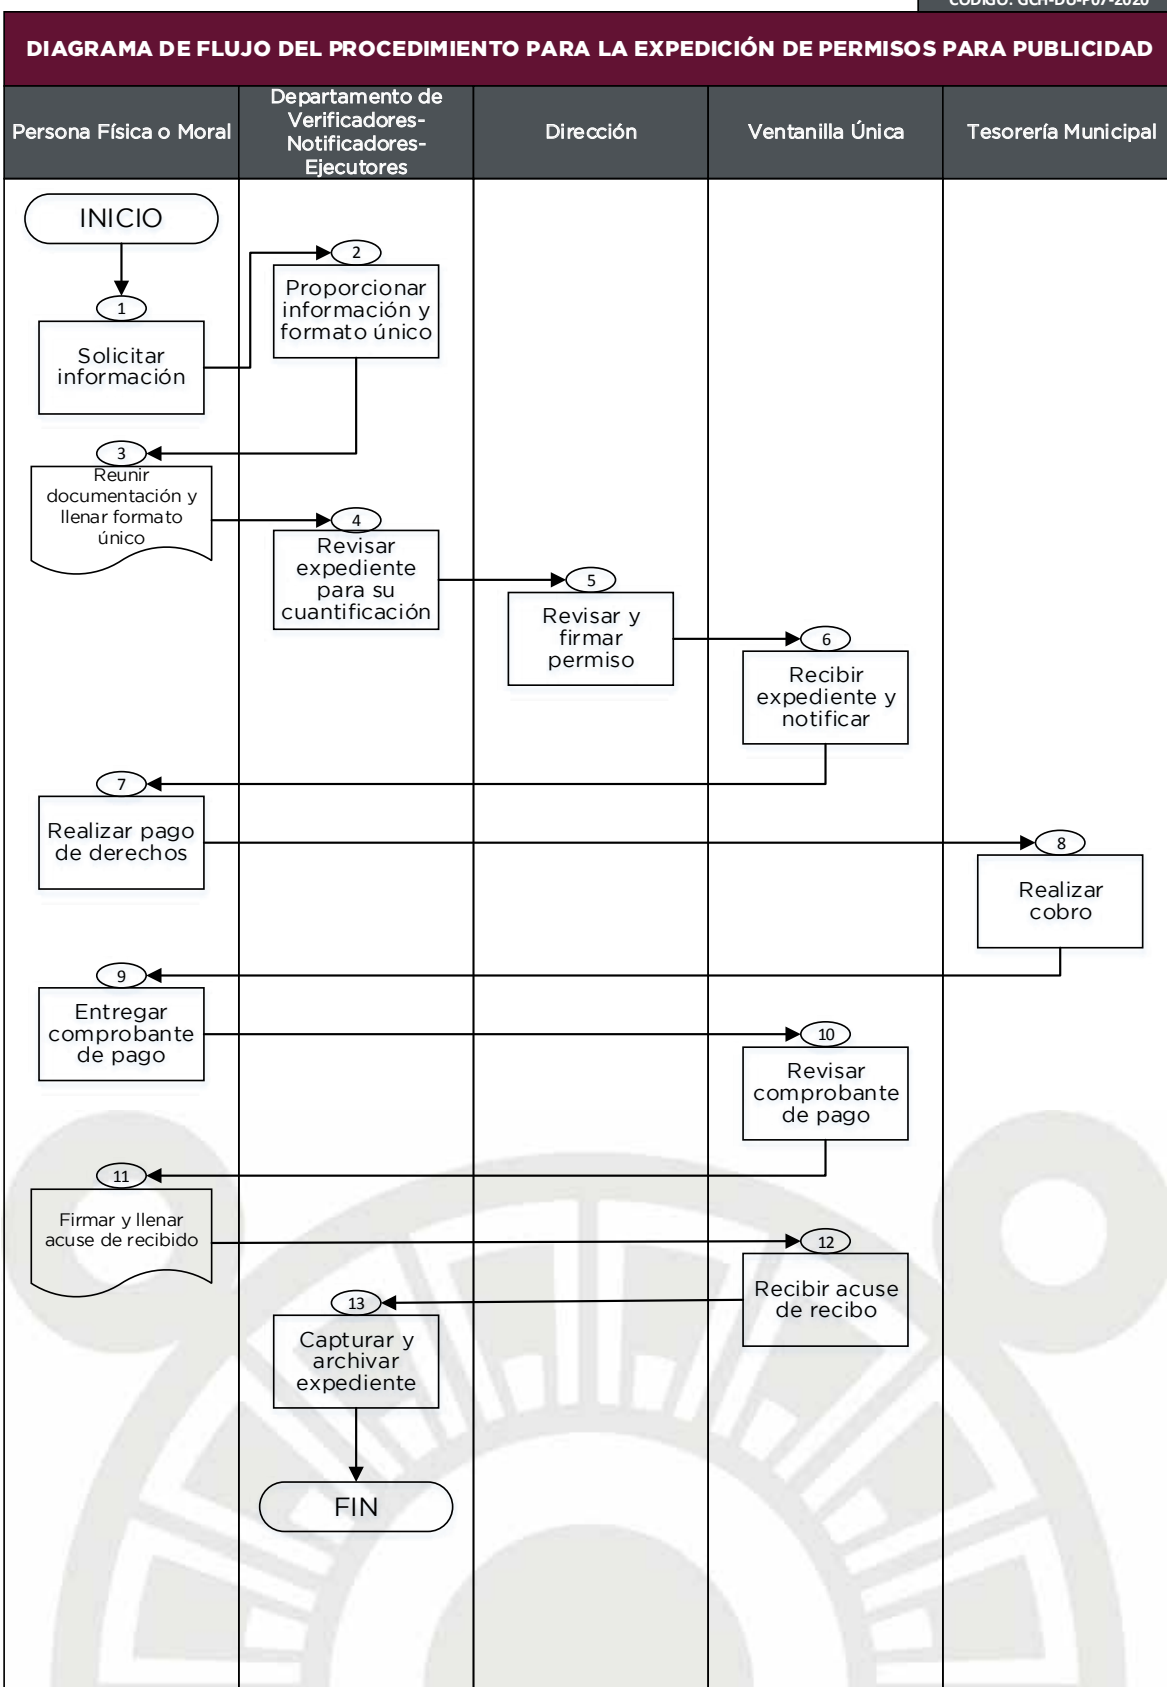 CÓDIGO: GCH-DU-P07-2020
DIAGRAMA DE FLUJO DEL PROCEDIMIENTO PARA LA EXPEDICIÓN DE PERMISOS PARA PUBLICIDAD
Persona Física o Moral
Departamento de
Verificadores-
Notificadores-
Ejecutores
Dirección
Ventanilla Única
Tesorería Municipal
INICIO
1
Solicitar
información
2
Proporcionar
información y
formato único
3
Reunir
documentación y
llenar formato
único
4
Revisar
expediente
para su
cuantificación
5
Revisar y
firmar
permiso
6
Recibir
expediente y
notificar
7
Realizar pago
de derechos
8
Realizar
cobro
9
Entregar
comprobante
de pago
10
Revisar
comprobante
de pago
11
Firmar y llenar
acuse de recibido
12
Recibir acuse
de recibo
13
Capturar y
archivar
expediente
FIN